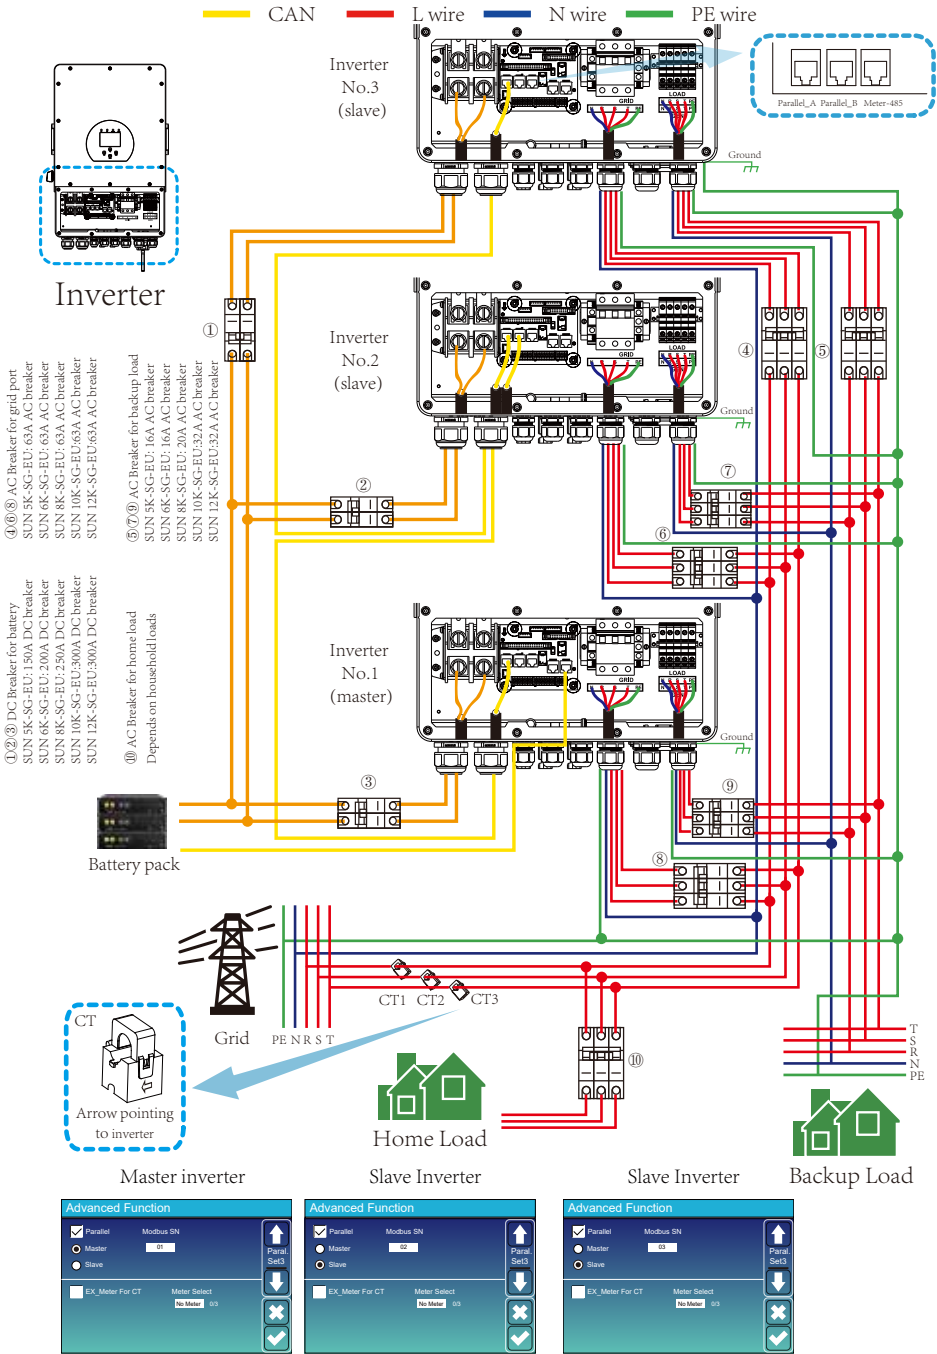 CAN
L wire
N wire
PE wire
Inverter
No.3
(slave)
Parallel_A
Parallel_B
Meter-485
GRID
LOAD
Ground
Inverter
①
Inverter
No.2
(slave)
GRID
LOAD
Ground
②
④
⑤
⑦
⑥
④⑥⑧ AC Breaker for grid port
SUN 5K-SG-EU: 63A AC breaker
SUN 6K-SG-EU: 63A AC breaker
SUN 8K-SG-EU: 63A AC breaker
SUN 10K-SG-EU:63A AC breaker
SUN 12K-SG-EU:63A AC breaker
⑤⑦⑨ AC Breaker for backup load
SUN 5K-SG-EU: 16A AC breaker
SUN 6K-SG-EU: 16A AC breaker
SUN 8K-SG-EU: 20A AC breaker
SUN 10K-SG-EU:32A AC breaker
SUN 12K-SG-EU:32A AC breaker
①②③ DC Breaker for battery
SUN 5K-SG-EU:150A DC breaker
SUN 6K-SG-EU: 200A DC breaker
SUN 8K-SG-EU:250A DC breaker
SUN 10K-SG-EU:300A DC breaker
SUN 12K-SG-EU:300A DC breaker
⑩ AC Breaker for home load
Depends on household loads
Inverter
No.1
(master)
GRID
LOAD
Ground
③
⑨
⑧
Battery pack
CT1
CT2
CT3
Grid
PE N R S T
CT
Arrow pointing
to inverter
⑩
Home Load
T
S
R
N
PE
Backup Load
Master inverter
Advanced Function
Parallel
Modbus SN
Master
01
Slave
Paral.
Set3
EX_Meter For CT
Meter Select
No Meter
0/3
Slave Inverter
Advanced Function
Parallel
Modbus SN
Master
02
Slave
Paral.
Set3
EX_Meter For CT
Meter Select
No Meter
0/3
Slave Inverter
Advanced Function
Parallel
Modbus SN
Master
03
Slave
Paral.
Set3
EX_Meter For CT
Meter Select
No Meter
0/3